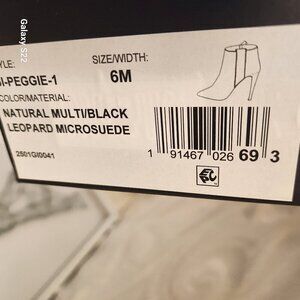 Galaxy S22
YLE:
SIZE/WIDTH:
GI-PEGGIE-1
6M
COLOR/MATERIAL:
NATURAL MULTI/BLACK
LEOPARD MICROSUEDE
2501GI0041
1 91467 026 69 3